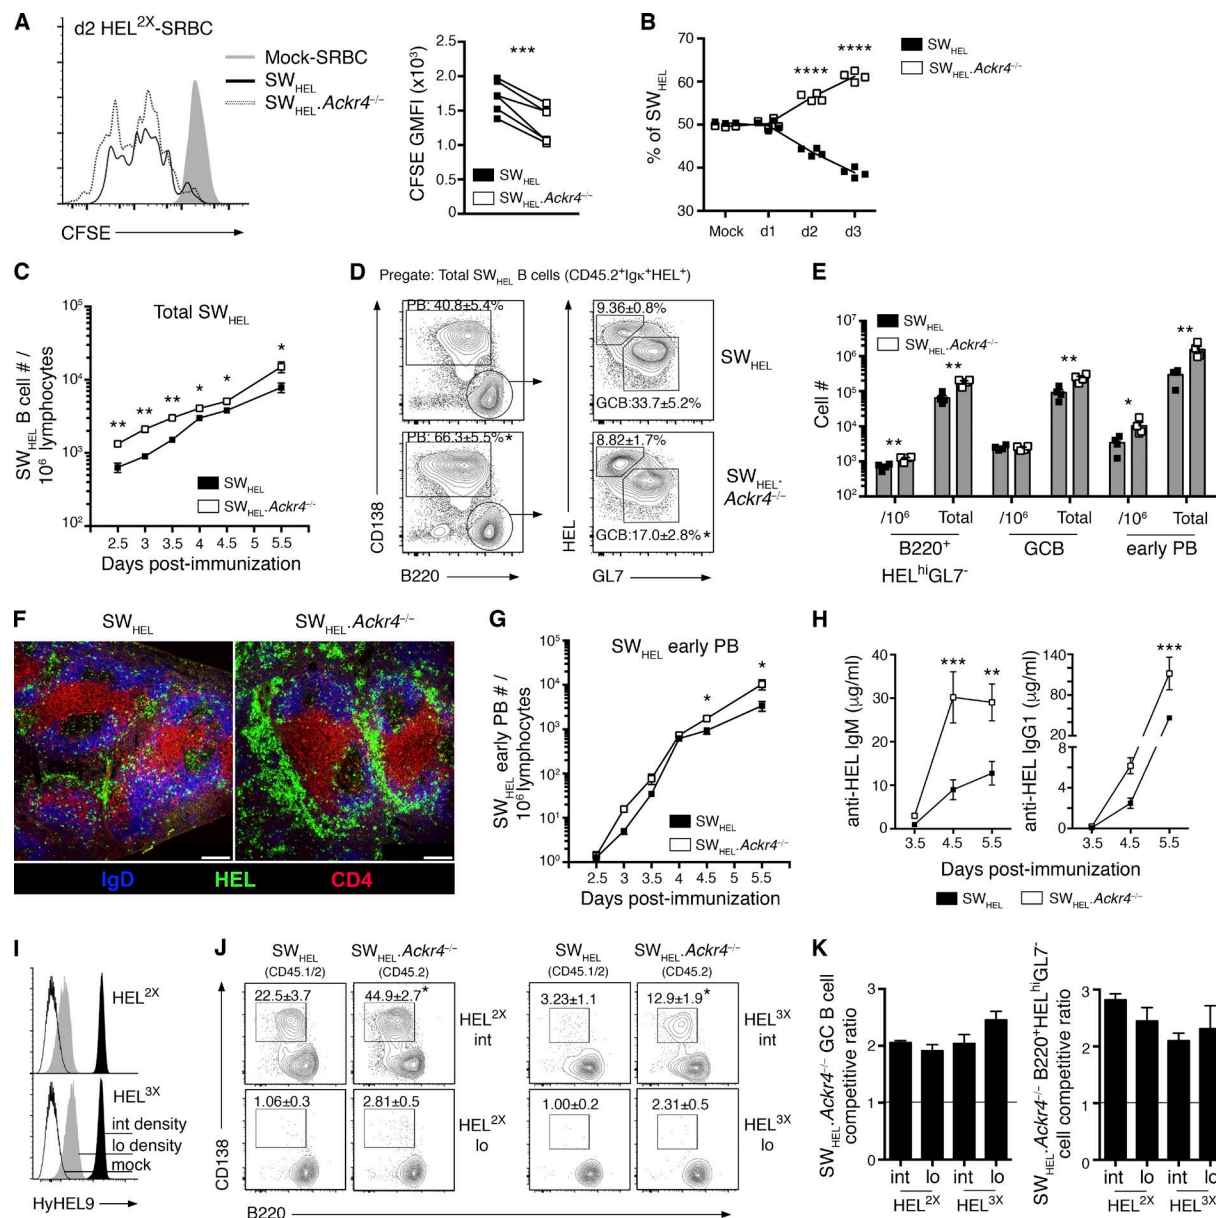 A
d2 HEL2X-SRBC
Mock-SRBC
SWHEL
SWHEL.Ackr4–/–
CFSE
CFSE GMFI (x10³)
2.5
2.0
1.5
1.0
0.5
0
***
SWHEL
SWHEL.Ackr4–/–
B
% of SWHEL
70
60
50
40
30
**** ****
Mock d1 d2 d3
SWHEL
SWHEL.Ackr4–/–
C
Total SWHEL
SWHEL B cell # /
10⁶ lymphocytes
10⁵
10⁴
10³
10²
** ** ** * * *
SWHEL
SWHEL.Ackr4–/–
2.5 3 3.5 4 4.5 5 5.5
Days post-immunization
D
Pregate: Total SWHEL B cells (CD45.2⁺Igκ⁺HEL⁺)
PB: 40.8±5.4%
9.36±0.8%
GCB:33.7±5.2%
SWHEL
PB: 66.3±5.5%*
8.82±1.7%
GCB:17.0±2.8%*
SWHEL.
Ackr4–/–
CD138
B220
HEL
GL7
E
Cell #
10⁷
10⁶
10⁵
10⁴
10³
10²
SWHEL
SWHEL.Ackr4–/–
** ** ** * **
/10⁶ Total /10⁶ Total /10⁶ Total
B220⁺
HELhiGL7⁻
GCB
early PB
F
SWHEL
SWHEL.Ackr4–/–
IgD HEL CD4
G
SWHEL early PB
SWHEL early PB # /
10⁶ lymphocytes
10⁵
10⁴
10³
10²
10¹
10⁰
* *
SWHEL
SWHEL.Ackr4–/–
2.5 3 3.5 4 4.5 5 5.5
Days post-immunization
H
anti-HEL IgM (µg/ml)
40
30
20
10
0
*** **
3.5 4.5 5.5
anti-HEL IgG1 (µg/ml)
140
100
60
20
8
4
0
***
3.5 4.5 5.5
Days post-immunization
SWHEL SWHEL.Ackr4–/–
I
HEL2X
HEL3X
int density
lo density
mock
HyHEL9
J
SWHEL
(CD45.1/2)
SWHEL.Ackr4–/–
(CD45.2)
SWHEL
(CD45.1/2)
SWHEL.Ackr4–/–
(CD45.2)
22.5±3.7
44.9±2.7*
HEL2X
int
3.23±1.1
12.9±1.9*
HEL3X
int
1.06±0.3
2.81±0.5
HEL2X
lo
1.00±0.2
2.31±0.5
HEL3X
lo
CD138
B220
K
SWHEL.Ackr4–/– GC B cell
competitive ratio
3
2
1
0
int lo int lo
HEL2X HEL3X
SWHEL.Ackr4–/– B220⁺HELhiGL7⁻
cell competitive ratio
3
2
1
0
int lo int lo
HEL2X HEL3X